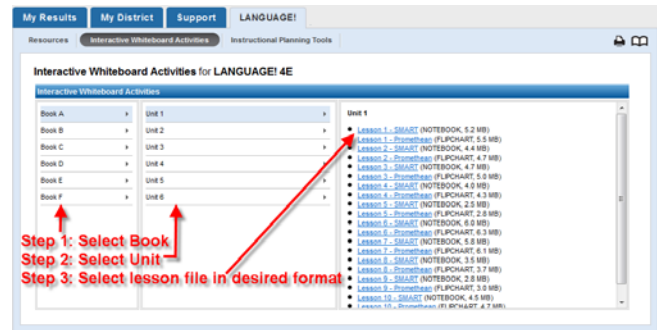 My Results My District Support LANGUAGE!
Resources Interactive Whiteboard Activities Instructional Planning Tools
Interactive Whiteboard Activities for LANGUAGE! 4E
Interactive Whiteboard Activities
Book A
Book B
Book C
Book D
Book E
Book F
Unit 1
Unit 2
Unit 3
Unit 4
Unit 5
Unit 6
Unit 1
Lesson 1 - SMART (NOTEBOOK, 5.2 MB)
Lesson 1 - Promethean (FLIPCHART, 5.5 MB)
Lesson 2 - SMART (NOTEBOOK, 4.4 MB)
Lesson 2 - Promethean (FLIPCHART, 4.7 MB)
Lesson 3 - SMART (NOTEBOOK, 4.7 MB)
Lesson 3 - Promethean (FLIPCHART, 5.0 MB)
Lesson 4 - SMART (NOTEBOOK, 4.0 MB)
Lesson 4 - Promethean (FLIPCHART, 4.3 MB)
Lesson 5 - SMART (NOTEBOOK, 2.5 MB)
Lesson 5 - Promethean (FLIPCHART, 2.8 MB)
Lesson 6 - SMART (NOTEBOOK, 6.0 MB)
Lesson 6 - Promethean (FLIPCHART, 6.3 MB)
Lesson 7 - SMART (NOTEBOOK, 5.8 MB)
Lesson 7 - Promethean (FLIPCHART, 6.1 MB)
Lesson 8 - SMART (NOTEBOOK, 3.5 MB)
Lesson 8 - Promethean (FLIPCHART, 3.7 MB)
Lesson 9 - SMART (NOTEBOOK, 2.8 MB)
Lesson 9 - Promethean (FLIPCHART, 3.0 MB)
Lesson 10 - SMART (NOTEBOOK, 4.5 MB)
Lesson 10 - Promethean (FLIPCHART, 4.7 MB)
Step 1: Select Book
Step 2: Select Unit
Step 3: Select lesson file in desired format